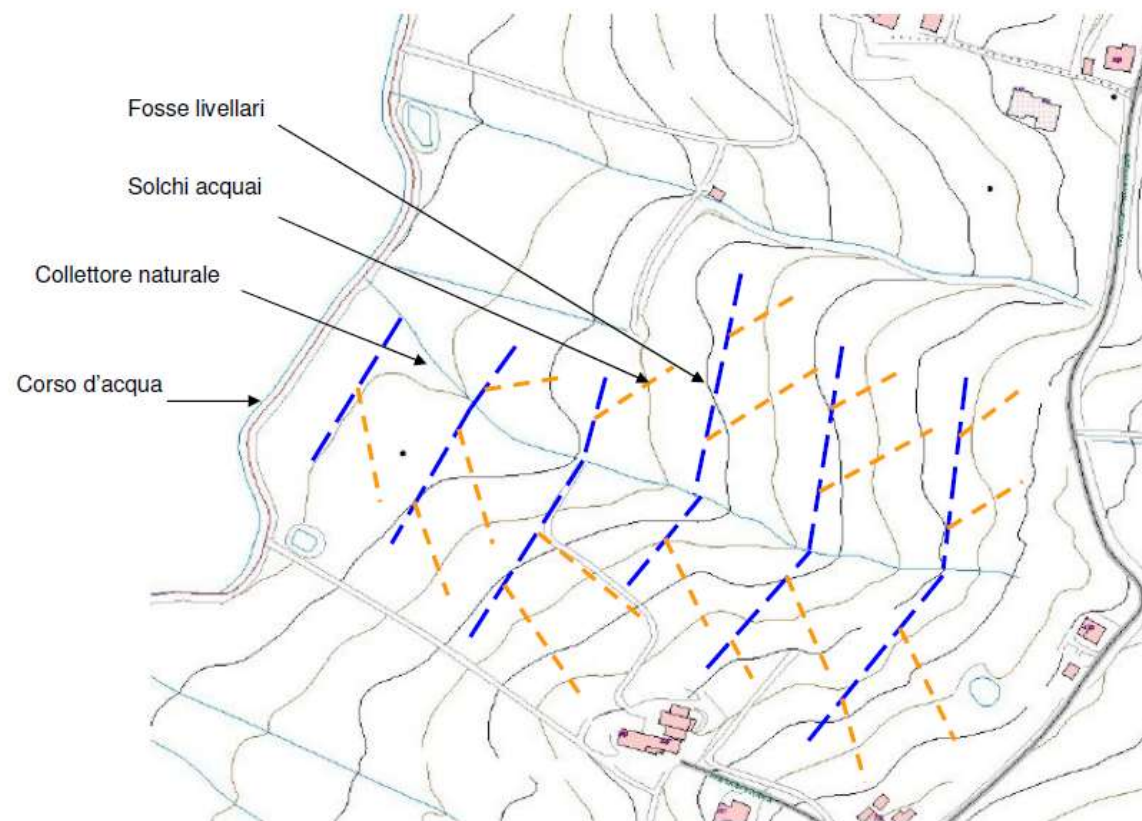 Fosse livellari
Solchi acquai
Collettore naturale
Corso d'acqua